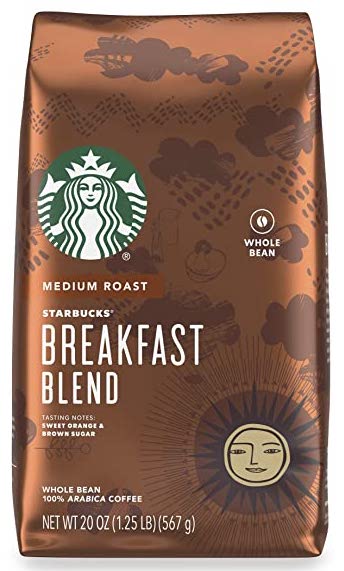 ®
WHOLE
BEAN
MEDIUM ROAST
STARBUCKS®
BREAKFAST
BLEND
TASTING NOTES:
SWEET ORANGE &
BROWN SUGAR
WHOLE BEAN
100% ARABICA COFFEE
NET WT 20 OZ (1.25 LB) (567 g)